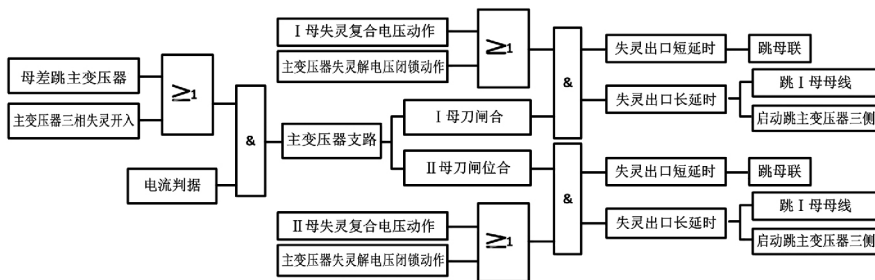 Ⅰ母失灵复合电压动作
主变压器失灵解电压闭锁动作
≥1
&
失灵出口短延时
跳母联
失灵出口长延时
跳Ⅰ母母线
启动跳主变压器三侧
母差跳主变压器
主变压器三相失灵开入
≥1
&
电流判据
主变压器支路
Ⅰ母刀闸合
Ⅱ母刀闸位合
&
失灵出口短延时
跳母联
失灵出口长延时
跳Ⅰ母母线
启动跳主变压器三侧
Ⅱ母失灵复合电压动作
主变压器失灵解电压闭锁动作
≥1